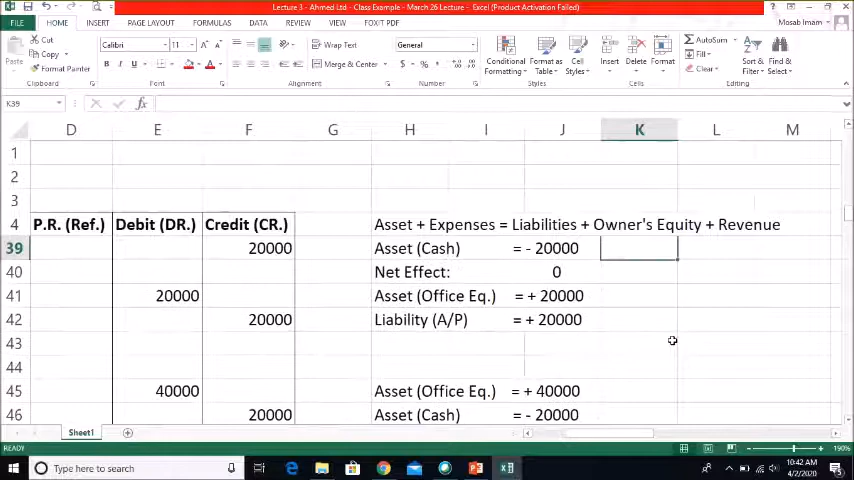 Lecture 3 - Ahmed Ltd - Class Example - March 26 Lecture - Excel (Product Activation Failed)
FILE HOME INSERT PAGE LAYOUT FORMULAS DATA REVIEW VIEW FOXIT PDF Mosab Imam
Cut Calibri 11 Wrap Text General AutoSum
Copy Fill
Paste Format Painter B I U Merge & Center $ % Conditional Formatting Format as Table Cell Styles Insert Delete Format Clear Sort & Filter Find & Select
Clipboard Font Alignment Number Styles Cells Editing
K39 fx
D E F G H I J K L M
1
2
3
4 P.R. (Ref.) Debit (DR.) Credit (CR.) Asset + Expenses = Liabilities + Owner's Equity + Revenue
39 20000 Asset (Cash) = - 20000
40 Net Effect: 0
41 20000 Asset (Office Eq.) = + 20000
42 20000 Liability (A/P) = + 20000
43
44
45 40000 Asset (Office Eq.) = + 40000
46 20000 Asset (Cash) = - 20000
Sheet1
READY 190%
Type here to search 10:42 AM
4/2/2020